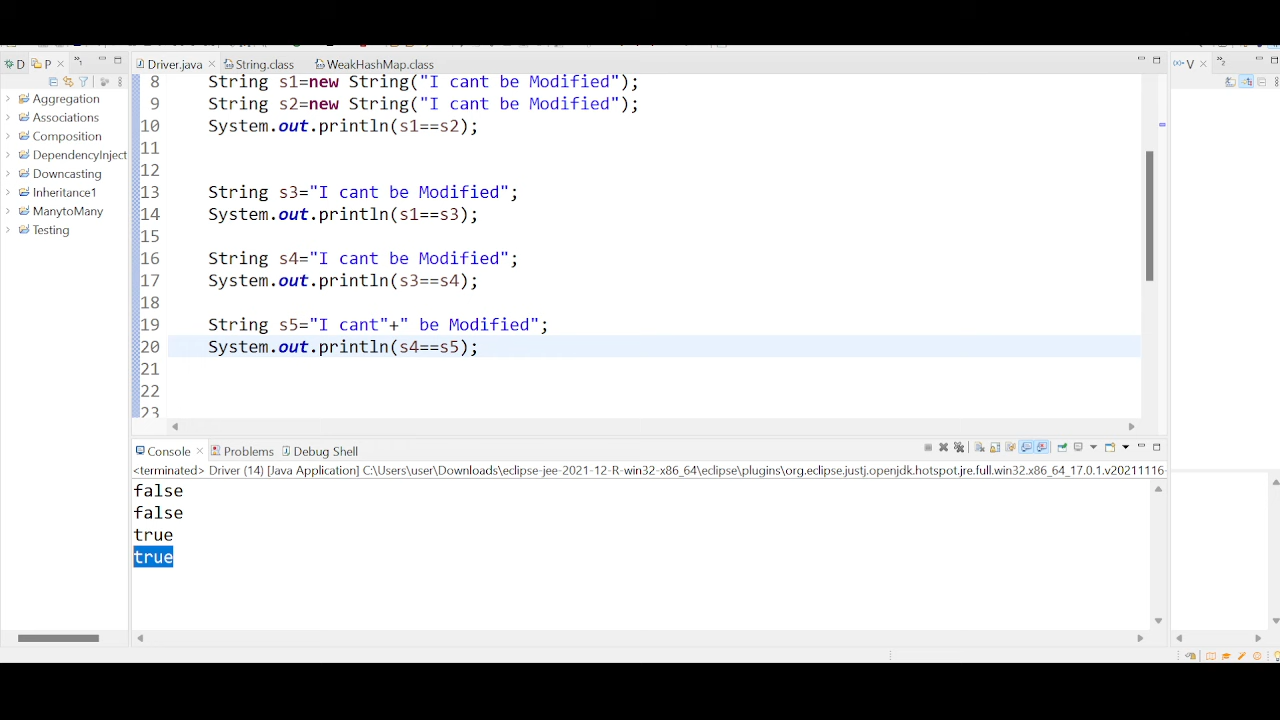 D P 1
Driver.java String.class WeakHashMap.class
V 2
Aggregation
Associations
Composition
DependencyInject
Downcasting
Inheritance1
ManytoMany
Testing
8 String s1=new String("I cant be Modified");
9 String s2=new String("I cant be Modified");
10 System.out.println(s1==s2);
11
12
13 String s3="I cant be Modified";
14 System.out.println(s1==s3);
15
16 String s4="I cant be Modified";
17 System.out.println(s3==s4);
18
19 String s5="I cant"+" be Modified";
20 System.out.println(s4==s5);
21
22
23
Console Problems Debug Shell
<terminated> Driver (14) [Java Application] C:\Users\user\Downloads\eclipse-jee-2021-12-R-win32-x86_64\eclipse\plugins\org.eclipse.justj.openjdk.hotspot.jre.full.win32.x86_64_17.0.1.v20211116-
false
false
true
true